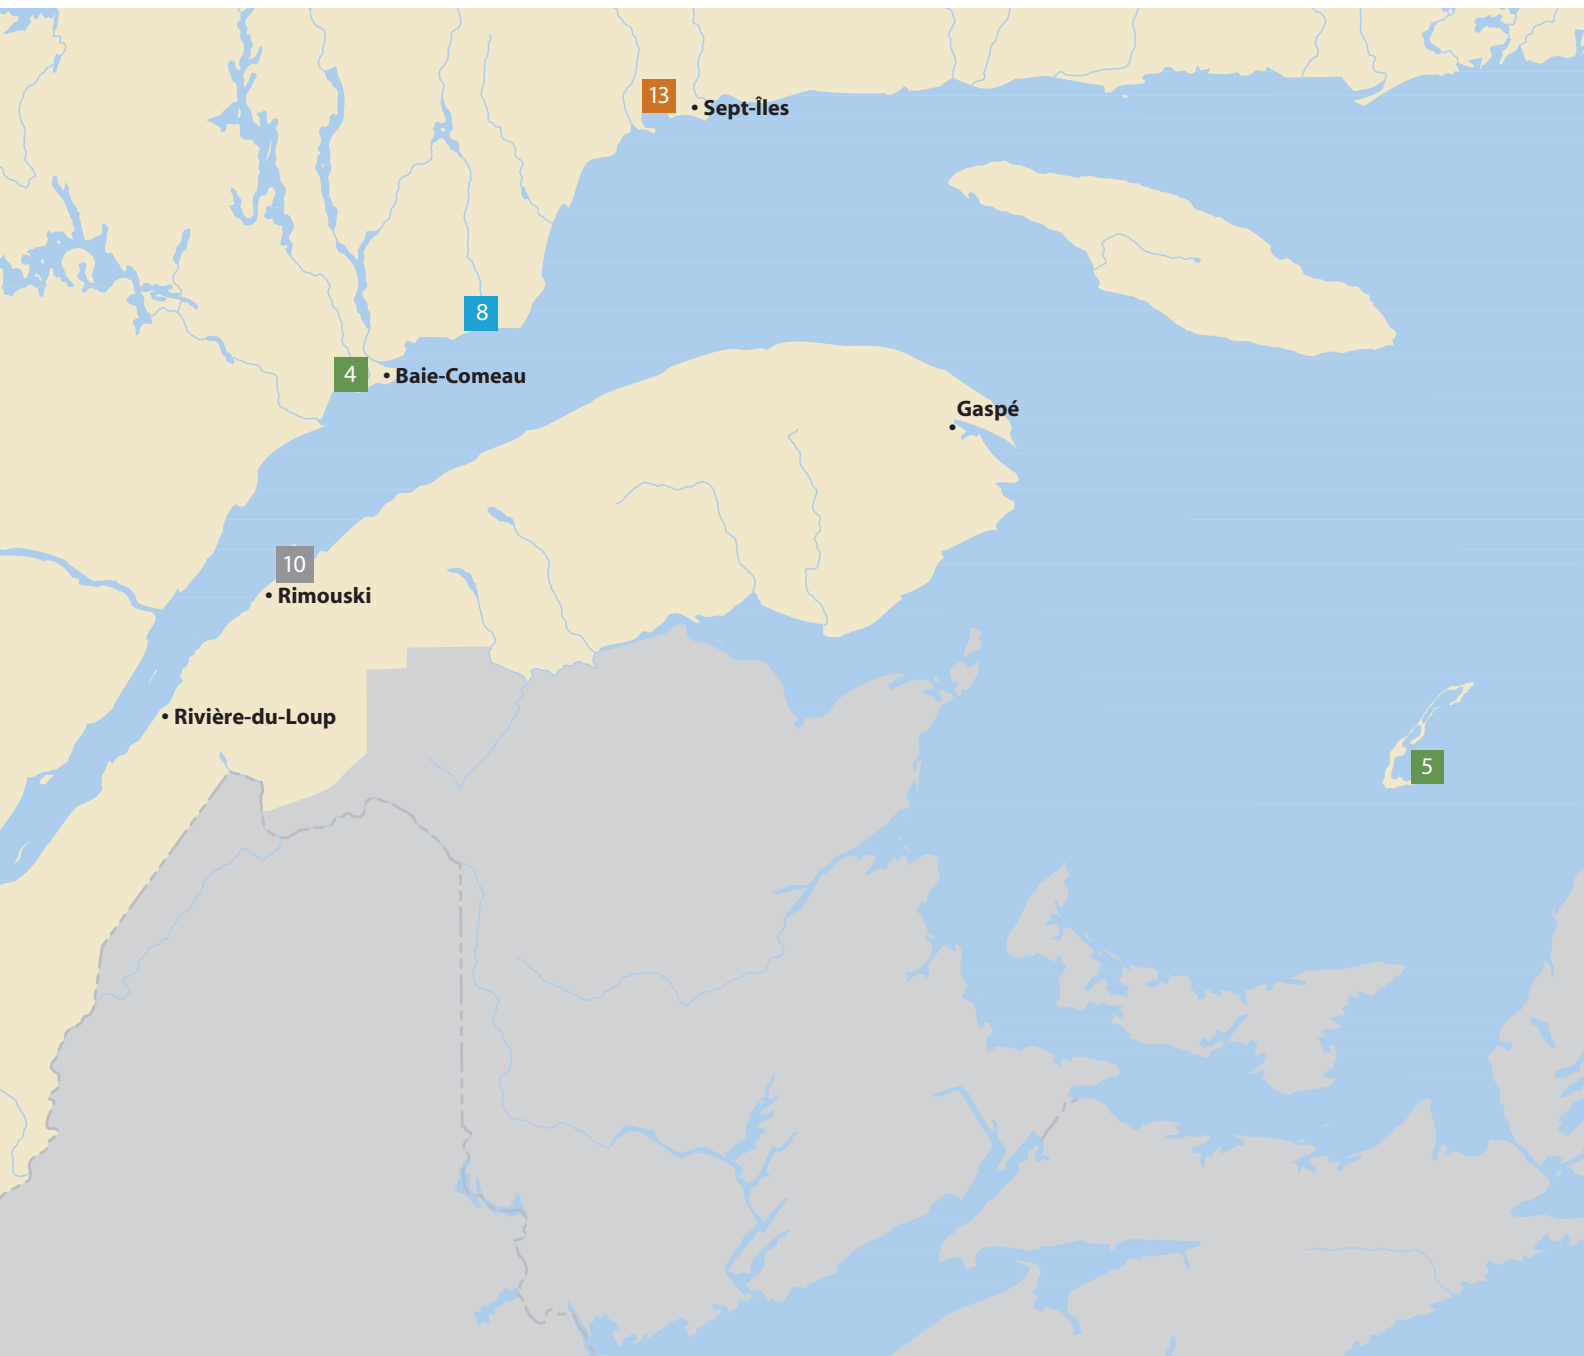 13
• Sept-Îles
8
4
• Baie-Comeau
Gaspé
10
• Rimouski
• Rivière-du-Loup
5